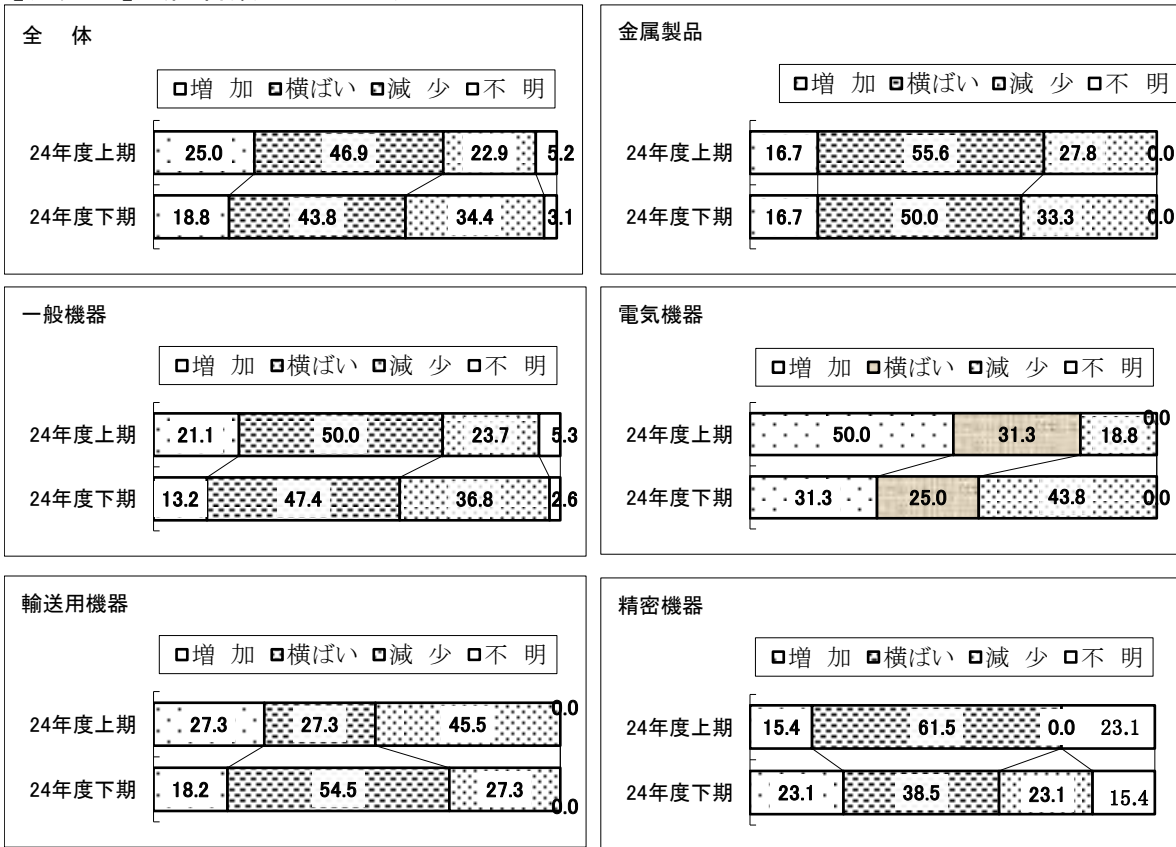 全 体
増 加 横ばい 減 少 不 明
24年度上期 25.0 46.9 22.9 5.2
24年度下期 18.8 43.8 34.4 3.1
金属製品
増 加 横ばい 減 少 不 明
24年度上期 16.7 55.6 27.8 0.0
24年度下期 16.7 50.0 33.3 0.0
一般機器
増 加 横ばい 減 少 不 明
24年度上期 21.1 50.0 23.7 5.3
24年度下期 13.2 47.4 36.8 2.6
電気機器
増 加 横ばい 減 少 不 明
24年度上期 50.0 31.3 18.8 0.0
24年度下期 31.3 25.0 43.8 0.0
輸送用機器
増 加 横ばい 減 少 不 明
24年度上期 27.3 27.3 45.5 0.0
24年度下期 18.2 54.5 27.3 0.0
精密機器
増 加 横ばい 減 少 不 明
24年度上期 15.4 61.5 0.0 23.1
24年度下期 23.1 38.5 23.1 15.4